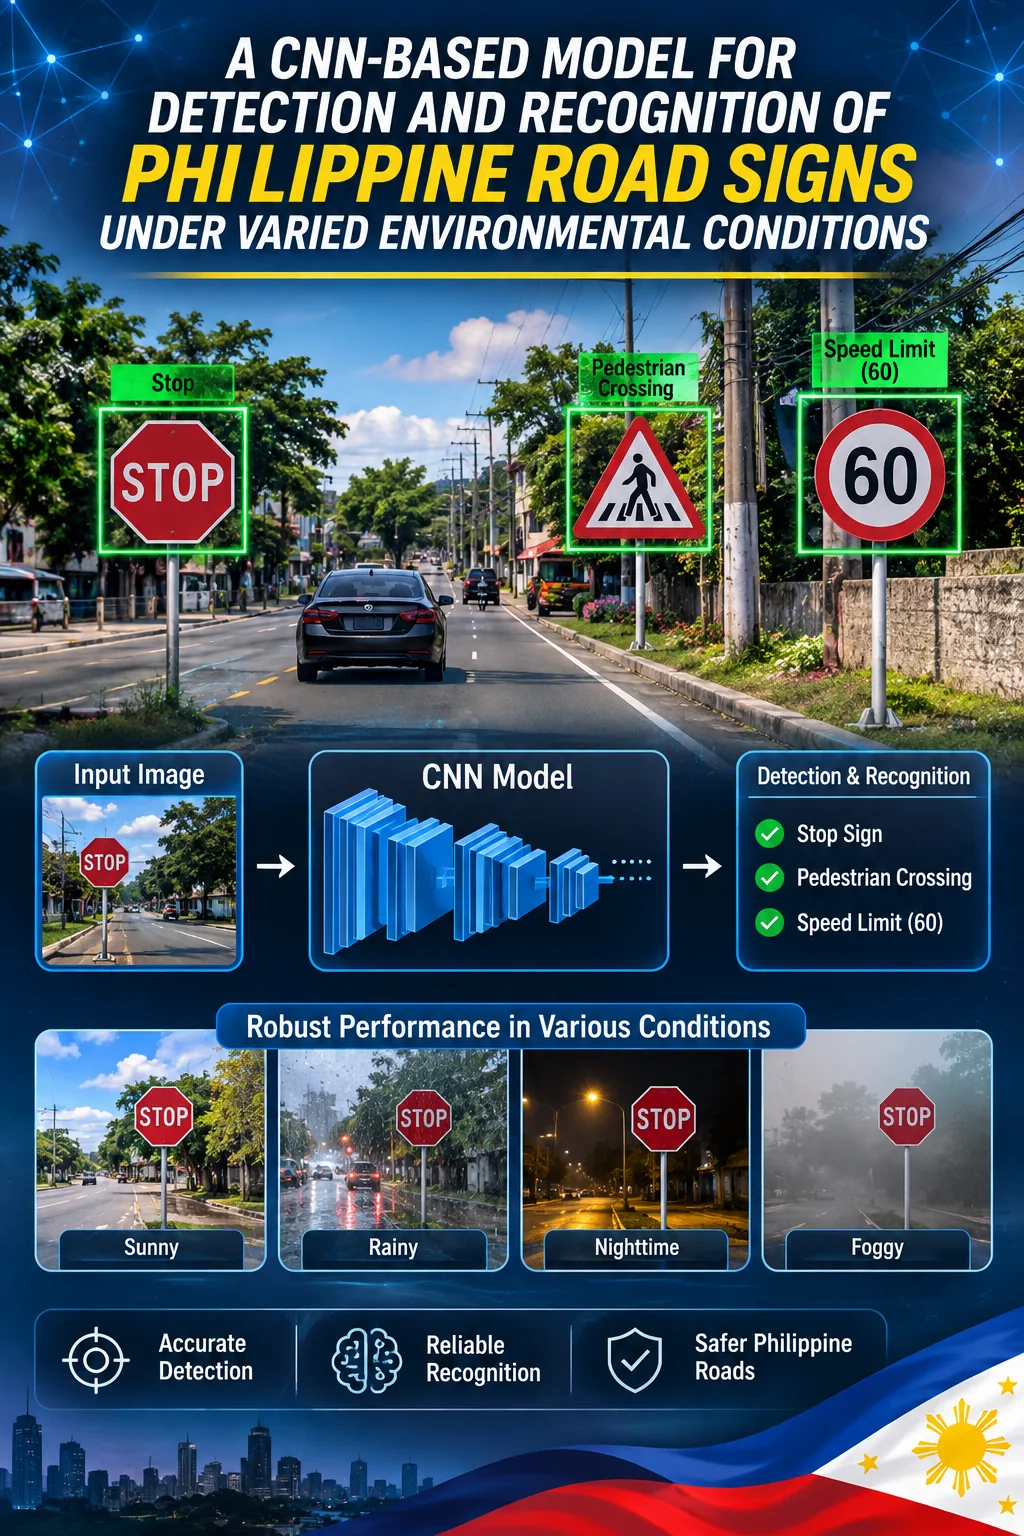 A CNN-BASED MODEL FOR
DETECTION AND RECOGNITION OF
PHILIPPINE ROAD SIGNS
UNDER VARIED ENVIRONMENTAL CONDITIONS
Stop
Pedestrian
Crossing
Speed Limit
(60)
STOP
60
Input Image
STOP
CNN Model
Detection & Recognition
Stop Sign
Pedestrian Crossing
Speed Limit (60)
Robust Performance in Various Conditions
STOP
STOP
STOP
STOP
Sunny
Rainy
Nighttime
Foggy
Accurate
Detection
Reliable
Recognition
Safer Philippine
Roads